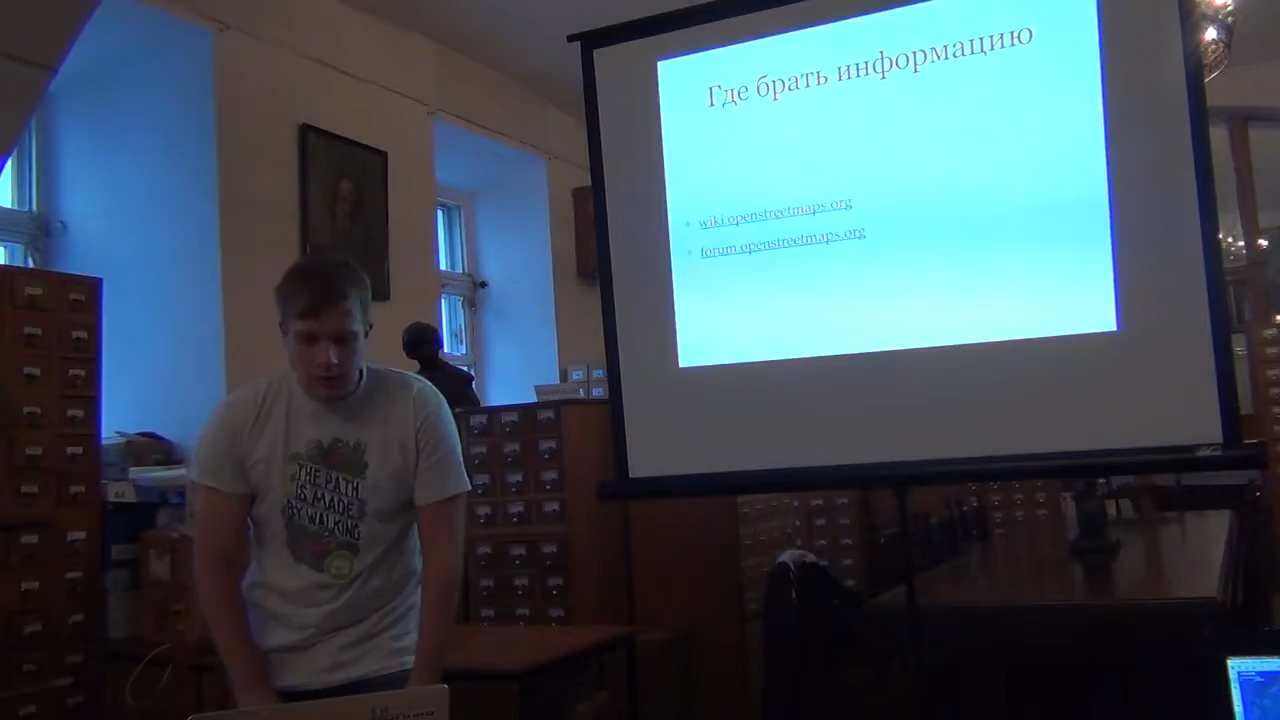 Где брать информацию
wiki.openstreetmaps.org
forum.openstreetmaps.org
THE PATH
IS MADE
BY WALKING